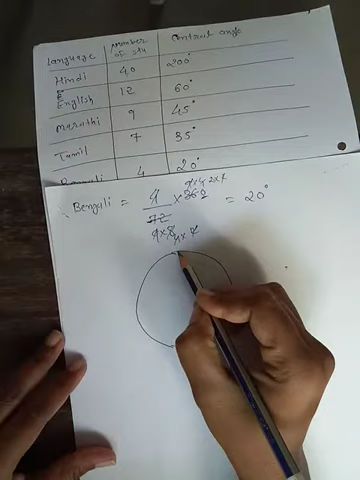 Language Number of stu Central angle
Hindi 40 200°
English 12 60°
Marathi 9 45°
Tamil 7 35°
Bengali 4 20°
∴ Bengali = 4/72 × 360 = 20°